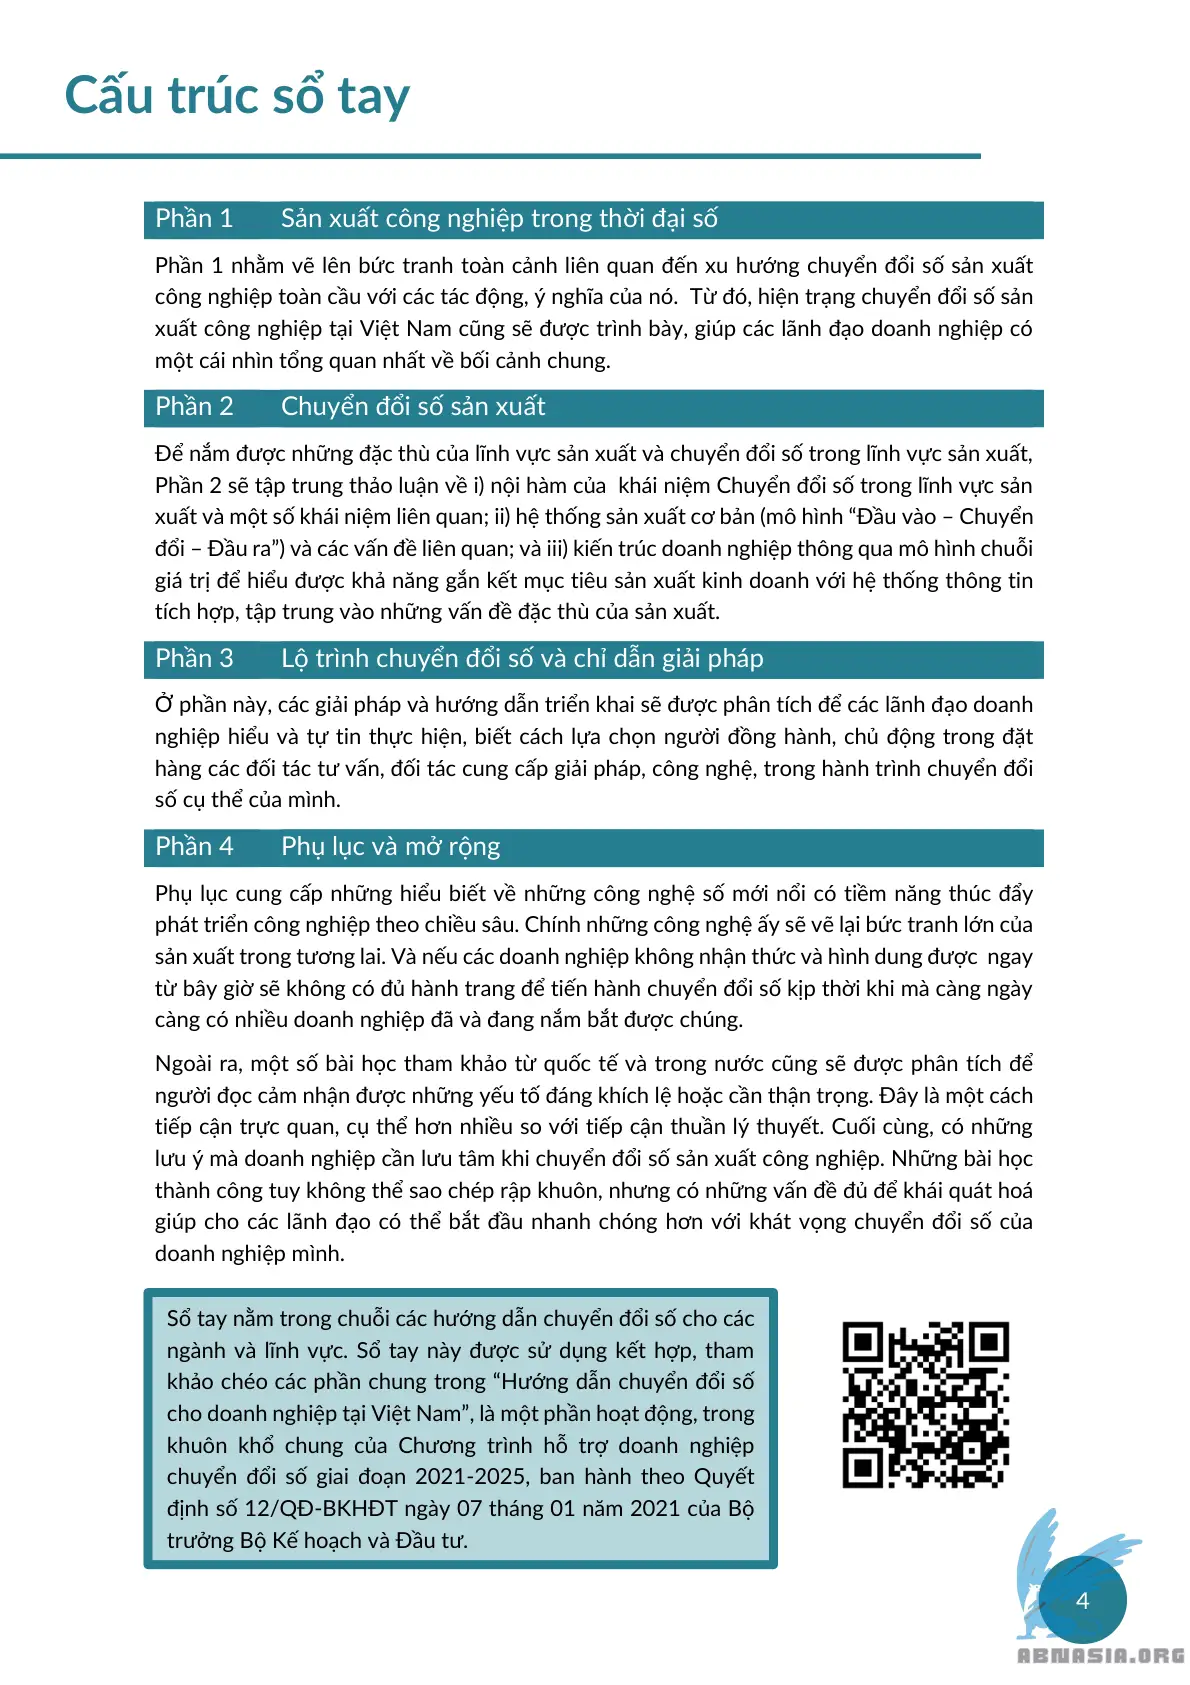 Cấu trúc sổ tay
Phần 1 Sản xuất công nghiệp trong thời đại số
Phần 1 nhằm vẽ lên bức tranh toàn cảnh liên quan đến xu hướng chuyển đổi số sản xuất
công nghiệp toàn cầu với các tác động, ý nghĩa của nó. Từ đó, hiện trạng chuyển đổi số sản
xuất công nghiệp tại Việt Nam cũng sẽ được trình bày, giúp các lãnh đạo doanh nghiệp có
một cái nhìn tổng quan nhất về bối cảnh chung.
Phần 2 Chuyển đổi số sản xuất
Để nắm được những đặc thù của lĩnh vực sản xuất và chuyển đổi số trong lĩnh vực sản xuất,
Phần 2 sẽ tập trung thảo luận về i) nội hàm của khái niệm Chuyển đổi số trong lĩnh vực sản
xuất và một số khái niệm liên quan; ii) hệ thống sản xuất cơ bản (mô hình “Đầu vào – Chuyển
đổi – Đầu ra”) và các vấn đề liên quan; và iii) kiến trúc doanh nghiệp thông qua mô hình chuỗi
giá trị để hiểu được khả năng gắn kết mục tiêu sản xuất kinh doanh với hệ thống thông tin
tích hợp, tập trung vào những vấn đề đặc thù của sản xuất.
Phần 3 Lộ trình chuyển đổi số và chỉ dẫn giải pháp
Ở phần này, các giải pháp và hướng dẫn triển khai sẽ được phân tích để các lãnh đạo doanh
nghiệp hiểu và tự tin thực hiện, biết cách lựa chọn người đồng hành, chủ động trong đặt
hàng các đối tác tư vấn, đối tác cung cấp giải pháp, công nghệ, trong hành trình chuyển đổi
số cụ thể của mình.
Phần 4 Phụ lục và mở rộng
Phụ lục cung cấp những hiểu biết về những công nghệ số mới nổi có tiềm năng thúc đẩy
phát triển công nghiệp theo chiều sâu. Chính những công nghệ ấy sẽ vẽ lại bức tranh lớn của
sản xuất trong tương lai. Và nếu các doanh nghiệp không nhận thức và hình dung được ngay
từ bây giờ sẽ không có đủ hành trang để tiến hành chuyển đổi số kịp thời khi mà càng ngày
càng có nhiều doanh nghiệp đã và đang nắm bắt được chúng.
Ngoài ra, một số bài học tham khảo từ quốc tế và trong nước cũng sẽ được phân tích để
người đọc cảm nhận được những yếu tố đáng khích lệ hoặc cần thận trọng. Đây là một cách
tiếp cận trực quan, cụ thể hơn nhiều so với tiếp cận thuần lý thuyết. Cuối cùng, có những
lưu ý mà doanh nghiệp cần lưu tâm khi chuyển đổi số sản xuất công nghiệp. Những bài học
thành công tuy không thể sao chép rập khuôn, nhưng có những vấn đề đủ để khái quát hoá
giúp cho các lãnh đạo có thể bắt đầu nhanh chóng hơn với khát vọng chuyển đổi số của
doanh nghiệp mình.
Sổ tay nằm trong chuỗi các hướng dẫn chuyển đổi số cho các
ngành và lĩnh vực. Sổ tay này được sử dụng kết hợp, tham
khảo chéo các phần chung trong “Hướng dẫn chuyển đổi số
cho doanh nghiệp tại Việt Nam”, là một phần hoạt động, trong
khuôn khổ chung của Chương trình hỗ trợ doanh nghiệp
chuyển đổi số giai đoạn 2021-2025, ban hành theo Quyết
định số 12/QĐ-BKHĐT ngày 07 tháng 01 năm 2021 của Bộ
trưởng Bộ Kế hoạch và Đầu tư.
4
ABNASIA.ORG